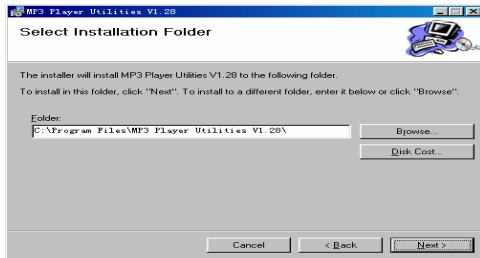 MP3 Player Utilities V1.28
Select Installation Folder
The installer will install MP3 Player Utilities V1.28 to the following folder.
To install in this folder, click "Next". To install to a different folder, enter it below or click "Browse".
Folder:
C:\Program Files\MP3 Player Utilities V1.28\
Browse...
Disk Cost...
Cancel
< Back
Next >